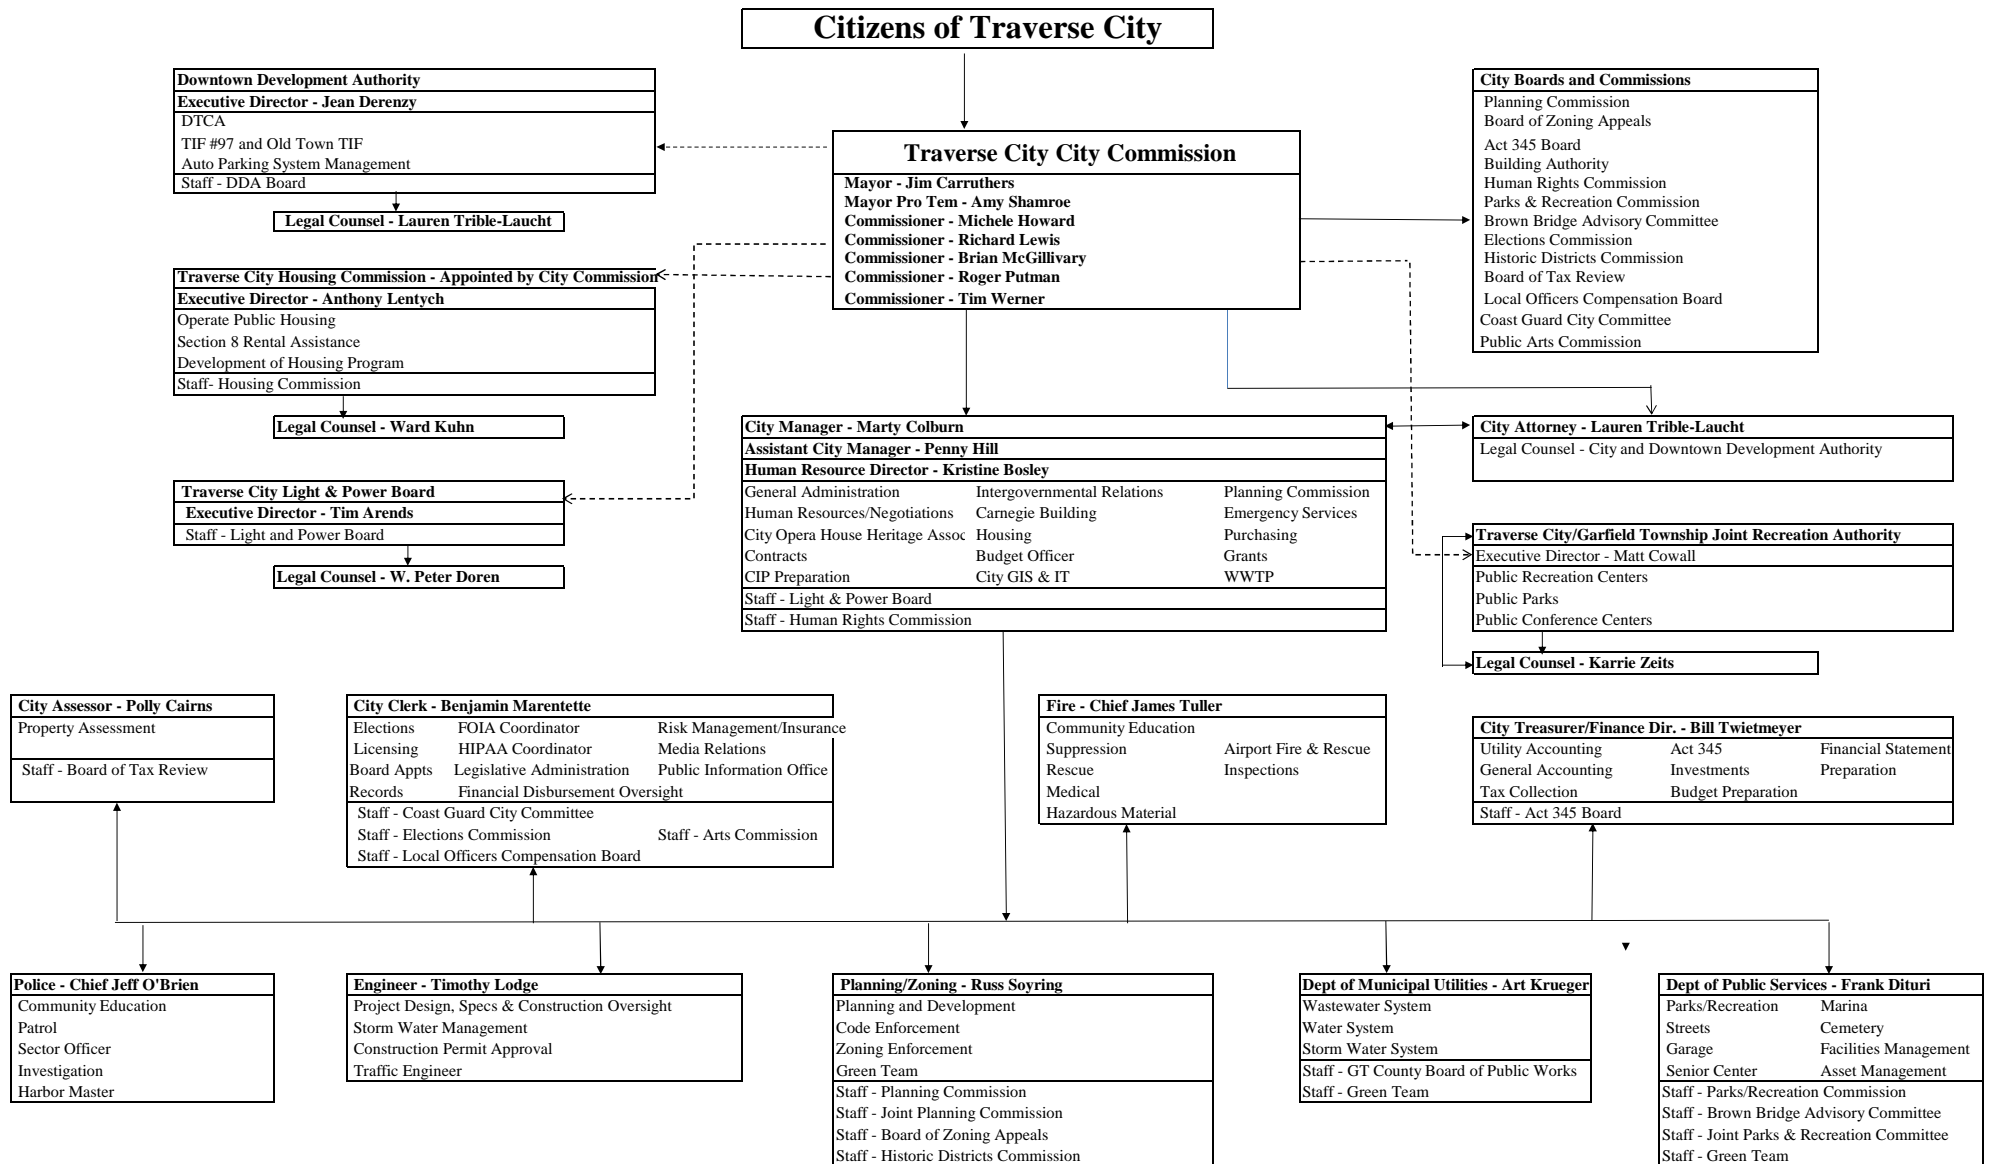 Citizens of Traverse City
Downtown Development Authority
Executive Director - Jean Derenzy
DTCA
TIF #97 and Old Town TIF
Auto Parking System Management
Staff - DDA Board
Legal Counsel - Lauren Trible-Laucht
Traverse City City Commission
Mayor - Jim Carruthers
Mayor Pro Tem - Amy Shamroe
Commissioner - Michele Howard
Commissioner - Richard Lewis
Commissioner - Brian McGillivary
Commissioner - Roger Putman
Commissioner - Tim Werner
City Boards and Commissions
Planning Commission
Board of Zoning Appeals
Act 345 Board
Building Authority
Human Rights Commission
Parks & Recreation Commission
Brown Bridge Advisory Committee
Elections Commission
Historic Districts Commission
Board of Tax Review
Local Officers Compensation Board
Coast Guard City Committee
Public Arts Commission
Traverse City Housing Commission - Appointed by City Commission
Executive Director - Anthony Lentych
Operate Public Housing
Section 8 Rental Assistance
Development of Housing Program
Staff- Housing Commission
Legal Counsel - Ward Kuhn
Traverse City Light & Power Board
Executive Director - Tim Arends
Staff - Light and Power Board
Legal Counsel - W. Peter Doren
City Manager - Marty Colburn
Assistant City Manager - Penny Hill
Human Resource Director - Kristine Bosley
General Administration Intergovernmental Relations Planning Commission
Human Resources/Negotiations Carnegie Building Emergency Services
City Opera House Heritage Assoc Housing Purchasing
Contracts Budget Officer Grants
CIP Preparation City GIS & IT WWTP
Staff - Light & Power Board
Staff - Human Rights Commission
City Attorney - Lauren Trible-Laucht
Legal Counsel - City and Downtown Development Authority
Traverse City/Garfield Township Joint Recreation Authority
Executive Director - Matt Cowall
Public Recreation Centers
Public Parks
Public Conference Centers
Legal Counsel - Karrie Zeits
City Assessor - Polly Cairns
Property Assessment
Staff - Board of Tax Review
City Clerk - Benjamin Marentette
Elections FOIA Coordinator Risk Management/Insurance
Licensing HIPAA Coordinator Media Relations
Board Appts Legislative Administration Public Information Office
Records Financial Disbursement Oversight
Staff - Coast Guard City Committee
Staff - Elections Commission Staff - Arts Commission
Staff - Local Officers Compensation Board
Fire - Chief James Tuller
Community Education
Suppression Airport Fire & Rescue
Rescue Inspections
Medical
Hazardous Material
City Treasurer/Finance Dir. - Bill Twietmeyer
Utility Accounting Act 345 Financial Statement
General Accounting Investments Preparation
Tax Collection Budget Preparation
Staff - Act 345 Board
Police - Chief Jeff O'Brien
Community Education
Patrol
Sector Officer
Investigation
Harbor Master
Engineer - Timothy Lodge
Project Design, Specs & Construction Oversight
Storm Water Management
Construction Permit Approval
Traffic Engineer
Planning/Zoning - Russ Soyring
Planning and Development
Code Enforcement
Zoning Enforcement
Green Team
Staff - Planning Commission
Staff - Joint Planning Commission
Staff - Board of Zoning Appeals
Staff - Historic Districts Commission
Dept of Municipal Utilities - Art Krueger
Wastewater System
Water System
Storm Water System
Staff - GT County Board of Public Works
Staff - Green Team
Dept of Public Services - Frank Dituri
Parks/Recreation Marina
Streets Cemetery
Garage Facilities Management
Senior Center Asset Management
Staff - Parks/Recreation Commission
Staff - Brown Bridge Advisory Committee
Staff - Joint Parks & Recreation Committee
Staff - Green Team